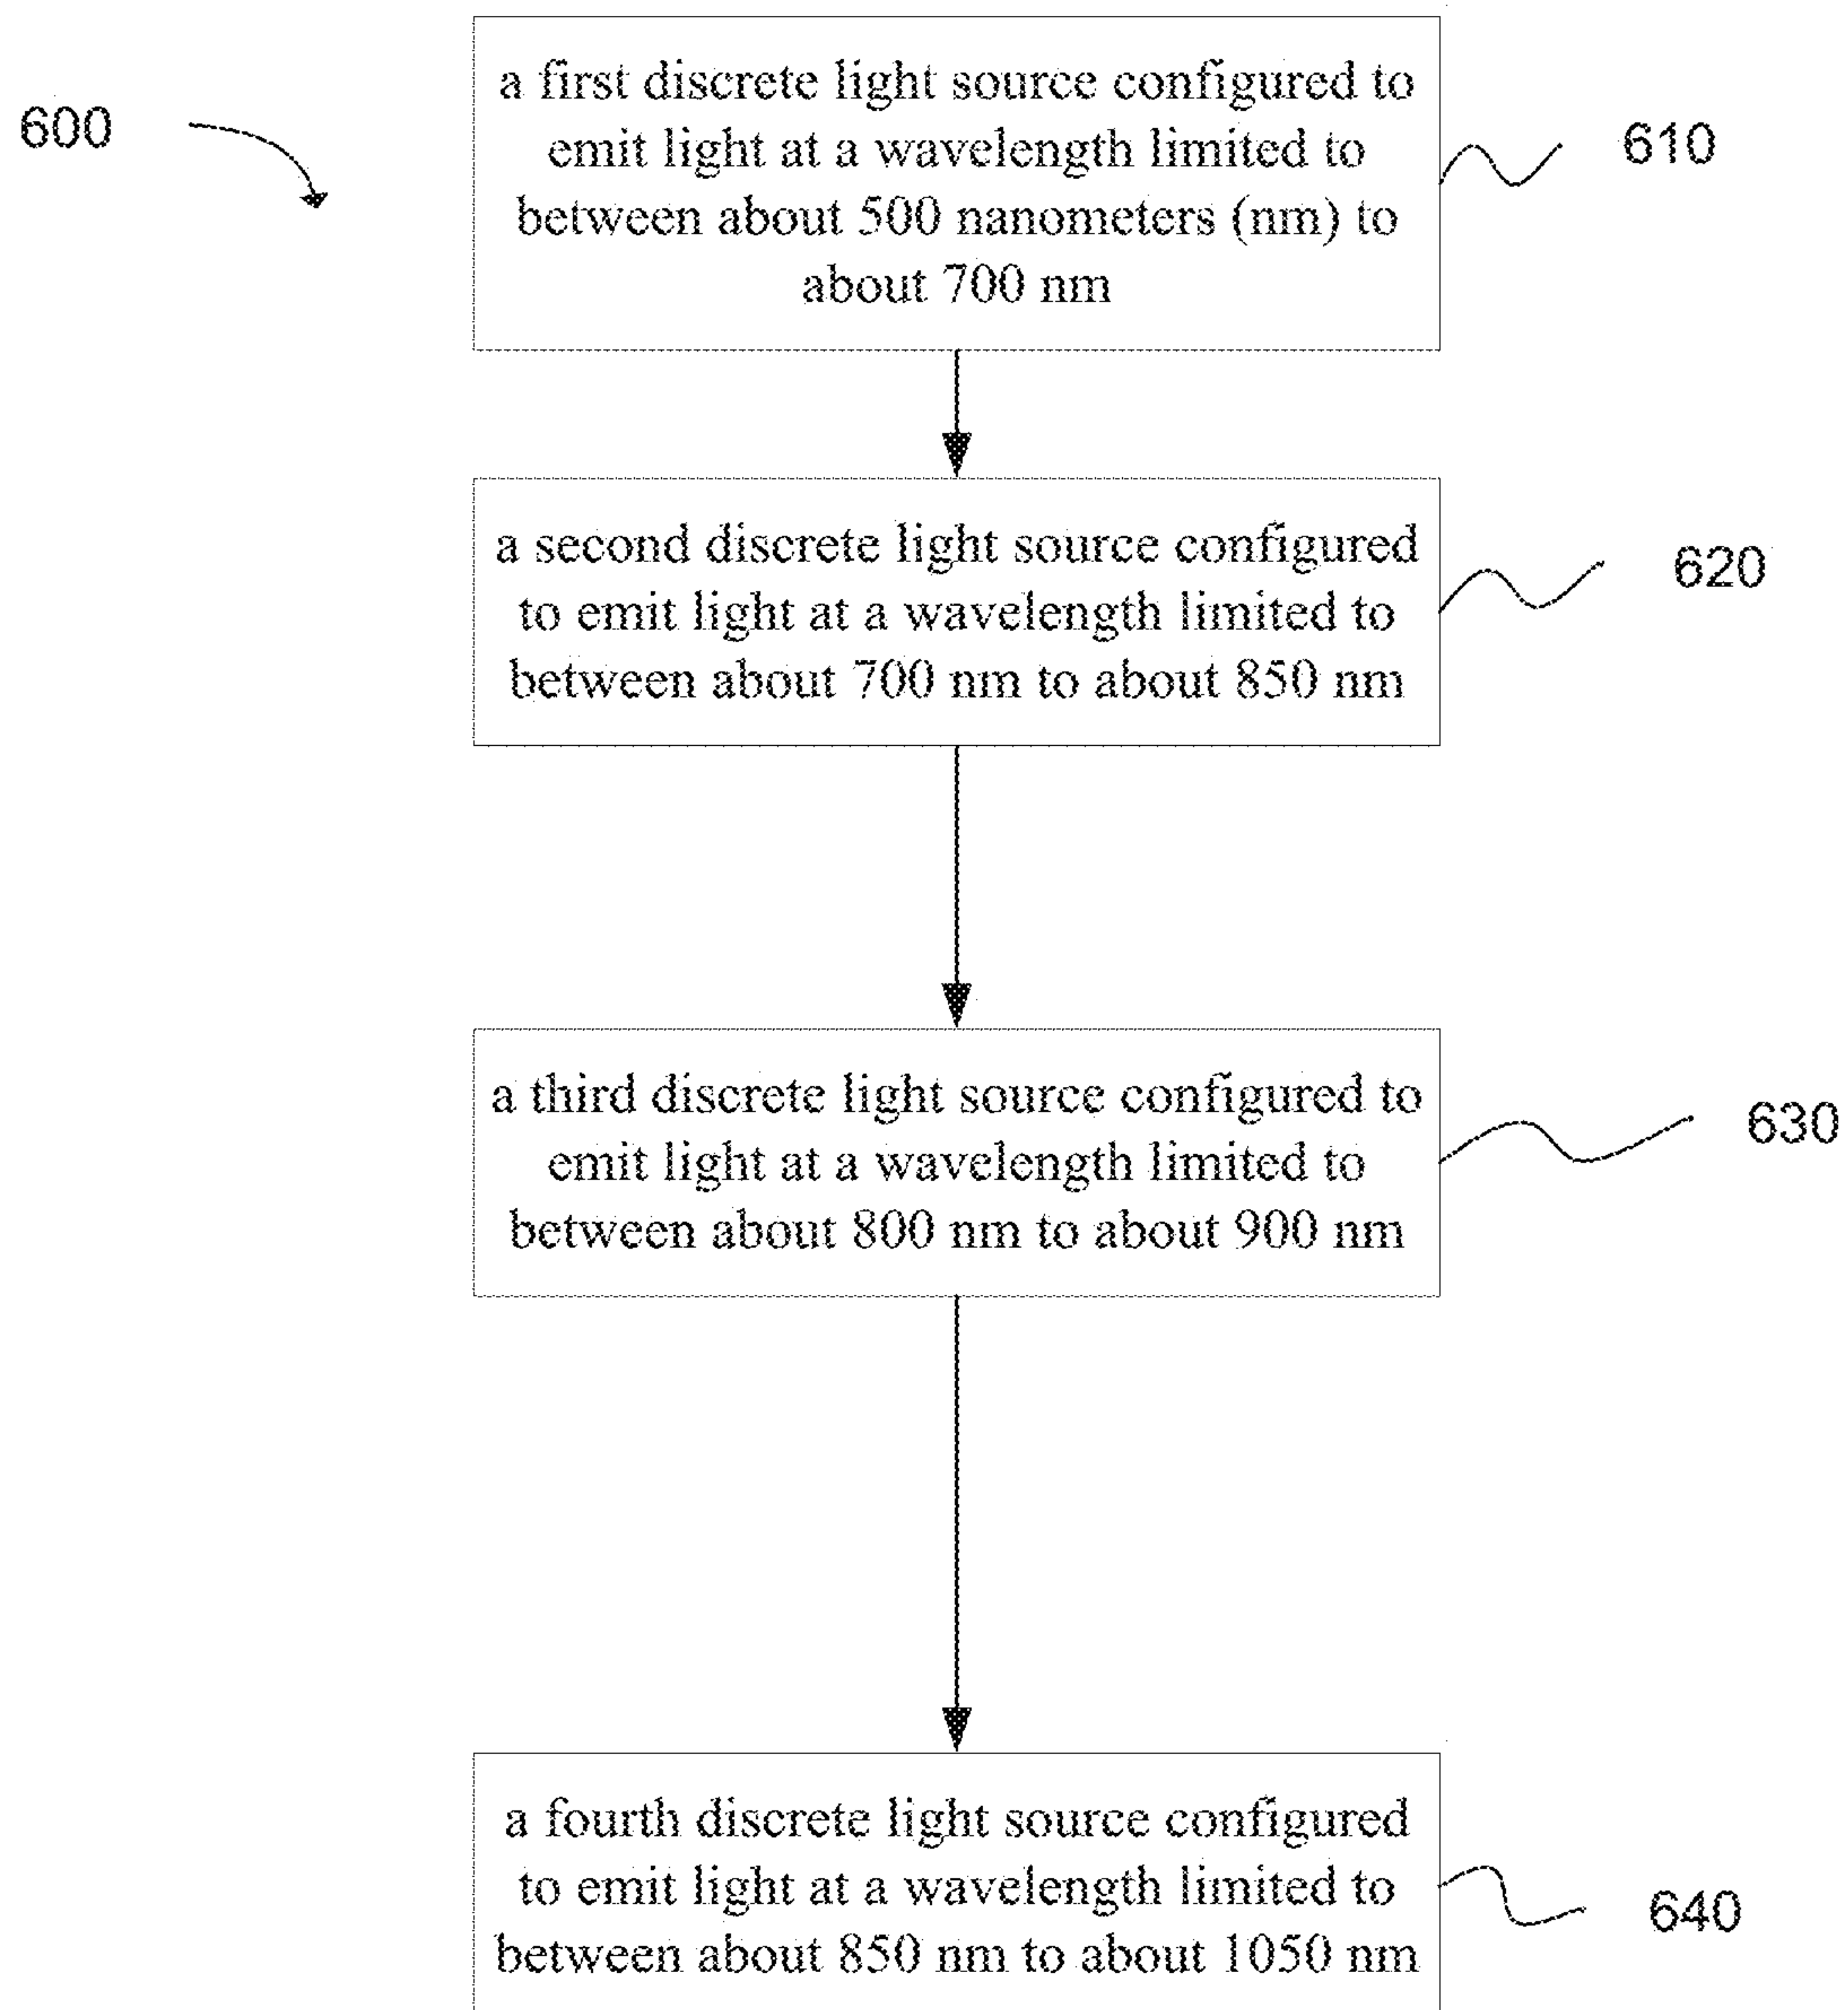 600
a first discrete light source configured to
emit light at a wavelength limited to
between about 500 nanometers (nm) to
about 700 nm
610
a second discrete light source configured
to emit light at a wavelength limited to
between about 700 nm to about 850 nm
620
a third discrete light source configured to
emit light at a wavelength limited to
between about 800 nm to about 900 nm
630
a fourth discrete light source configured
to emit light at a wavelength limited to
between about 850 nm to about 1050 nm
640